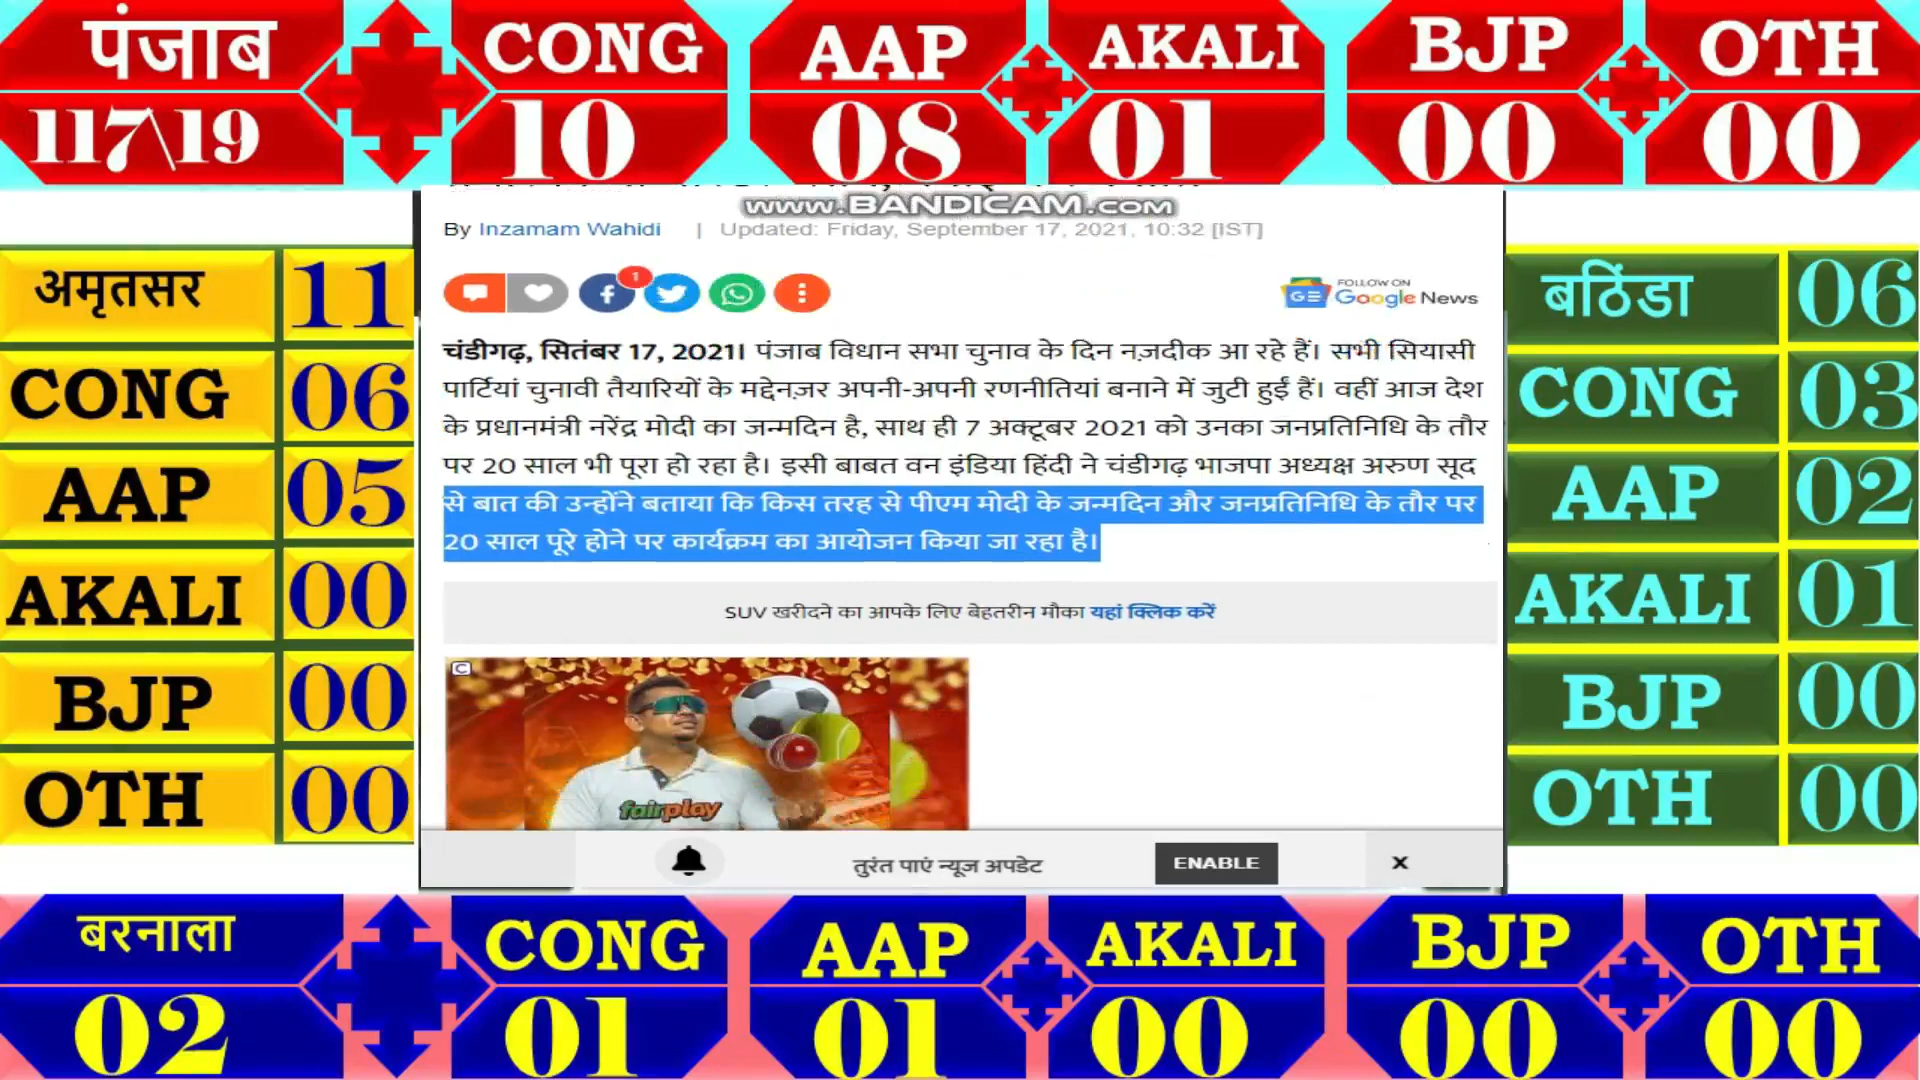 पंजाब
117\19
CONG
10
AAP
08
AKALI
01
BJP
00
OTH
00
www.BANDICAM.com
By Inzamam Wahidi | Updated: Friday, September 17, 2021, 10:32 [IST]
1
FOLLOW ON
GE Google News
चंडीगढ़, सितंबर 17, 2021। पंजाब विधान सभा चुनाव के दिन नज़दीक आ रहे हैं। सभी सियासी
पार्टियां चुनावी तैयारियों के मद्देनज़र अपनी-अपनी रणनीतियां बनाने में जुटी हुई हैं। वहीं आज देश
के प्रधानमंत्री नरेंद्र मोदी का जन्मदिन है, साथ ही 7 अक्टूबर 2021 को उनका जनप्रतिनिधि के तौर
पर 20 साल भी पूरा हो रहा है। इसी बाबत वन इंडिया हिंदी ने चंडीगढ़ भाजपा अध्यक्ष अरुण सूद
से बात की उन्होंने बताया कि किस तरह से पीएम मोदी के जन्मदिन और जनप्रतिनिधि के तौर पर
20 साल पूरे होने पर कार्यक्रम का आयोजन किया जा रहा है।
SUV खरीदने का आपके लिए बेहतरीन मौका यहां क्लिक करें
C
fairplay
तुरंत पाएं न्यूज अपडेट
ENABLE
x
अमृतसर 11
CONG 06
AAP 05
AKALI 00
BJP 00
OTH 00
बठिंडा 06
CONG 03
AAP 02
AKALI 01
BJP 00
OTH 00
बरनाला
02
CONG
01
AAP
01
AKALI
00
BJP
00
OTH
00